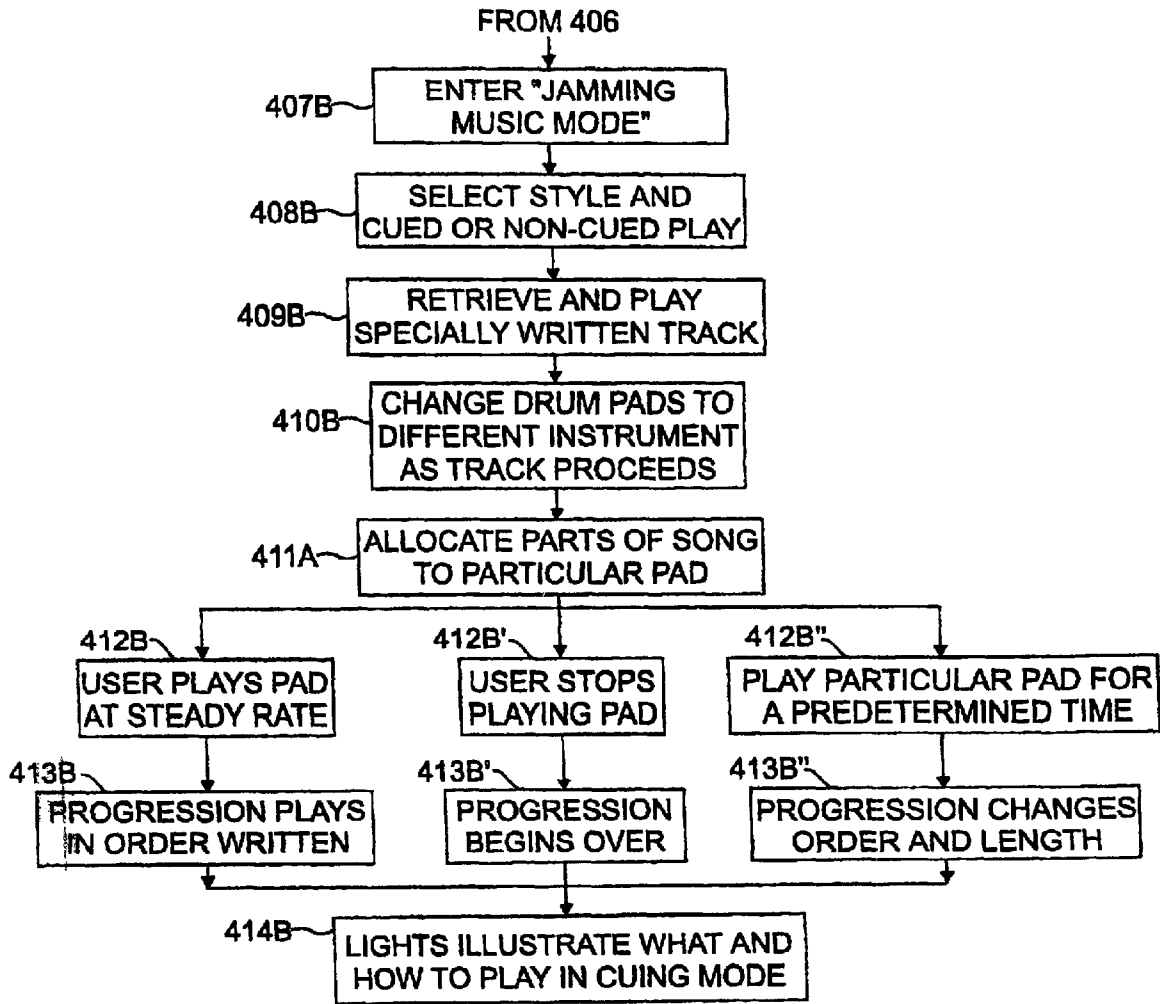 FROM 406
407B
ENTER "JAMMING
MUSIC MODE"
408B
SELECT STYLE AND
CUED OR NON-CUED PLAY
409B
RETRIEVE AND PLAY
SPECIALLY WRITTEN TRACK
410B
CHANGE DRUM PADS TO
DIFFERENT INSTRUMENT
AS TRACK PROCEEDS
411A
ALLOCATE PARTS OF SONG
TO PARTICULAR PAD
412B
USER PLAYS PAD
AT STEADY RATE
412B'
USER STOPS
PLAYING PAD
412B"
PLAY PARTICULAR PAD FOR
A PREDETERMINED TIME
413B
PROGRESSION PLAYS
IN ORDER WRITTEN
413B'
PROGRESSION
BEGINS OVER
413B"
PROGRESSION CHANGES
ORDER AND LENGTH
414B
LIGHTS ILLUSTRATE WHAT AND
HOW TO PLAY IN CUING MODE